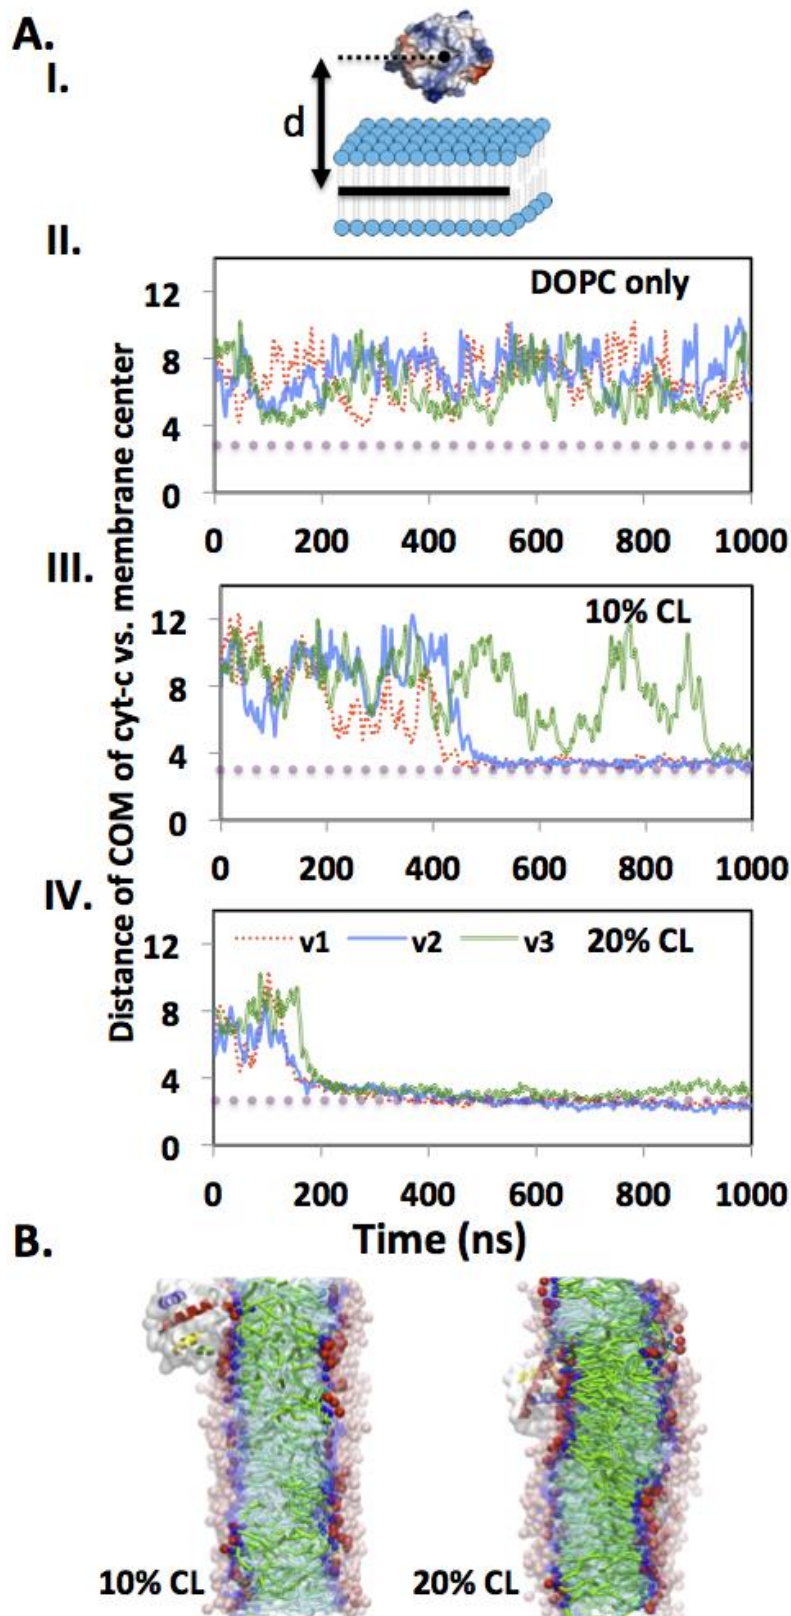 A.
I.
d
II.
DOPC only
12
8
4
0
0 200 400 600 800 1000
Distance of COM of cyt-c vs. membrane center
III.
10% CL
12
8
4
0
0 200 400 600 800 1000
IV.
v1 v2 v3 20% CL
12
8
4
0
0 200 400 600 800 1000
Time (ns)
B.
10% CL 20% CL